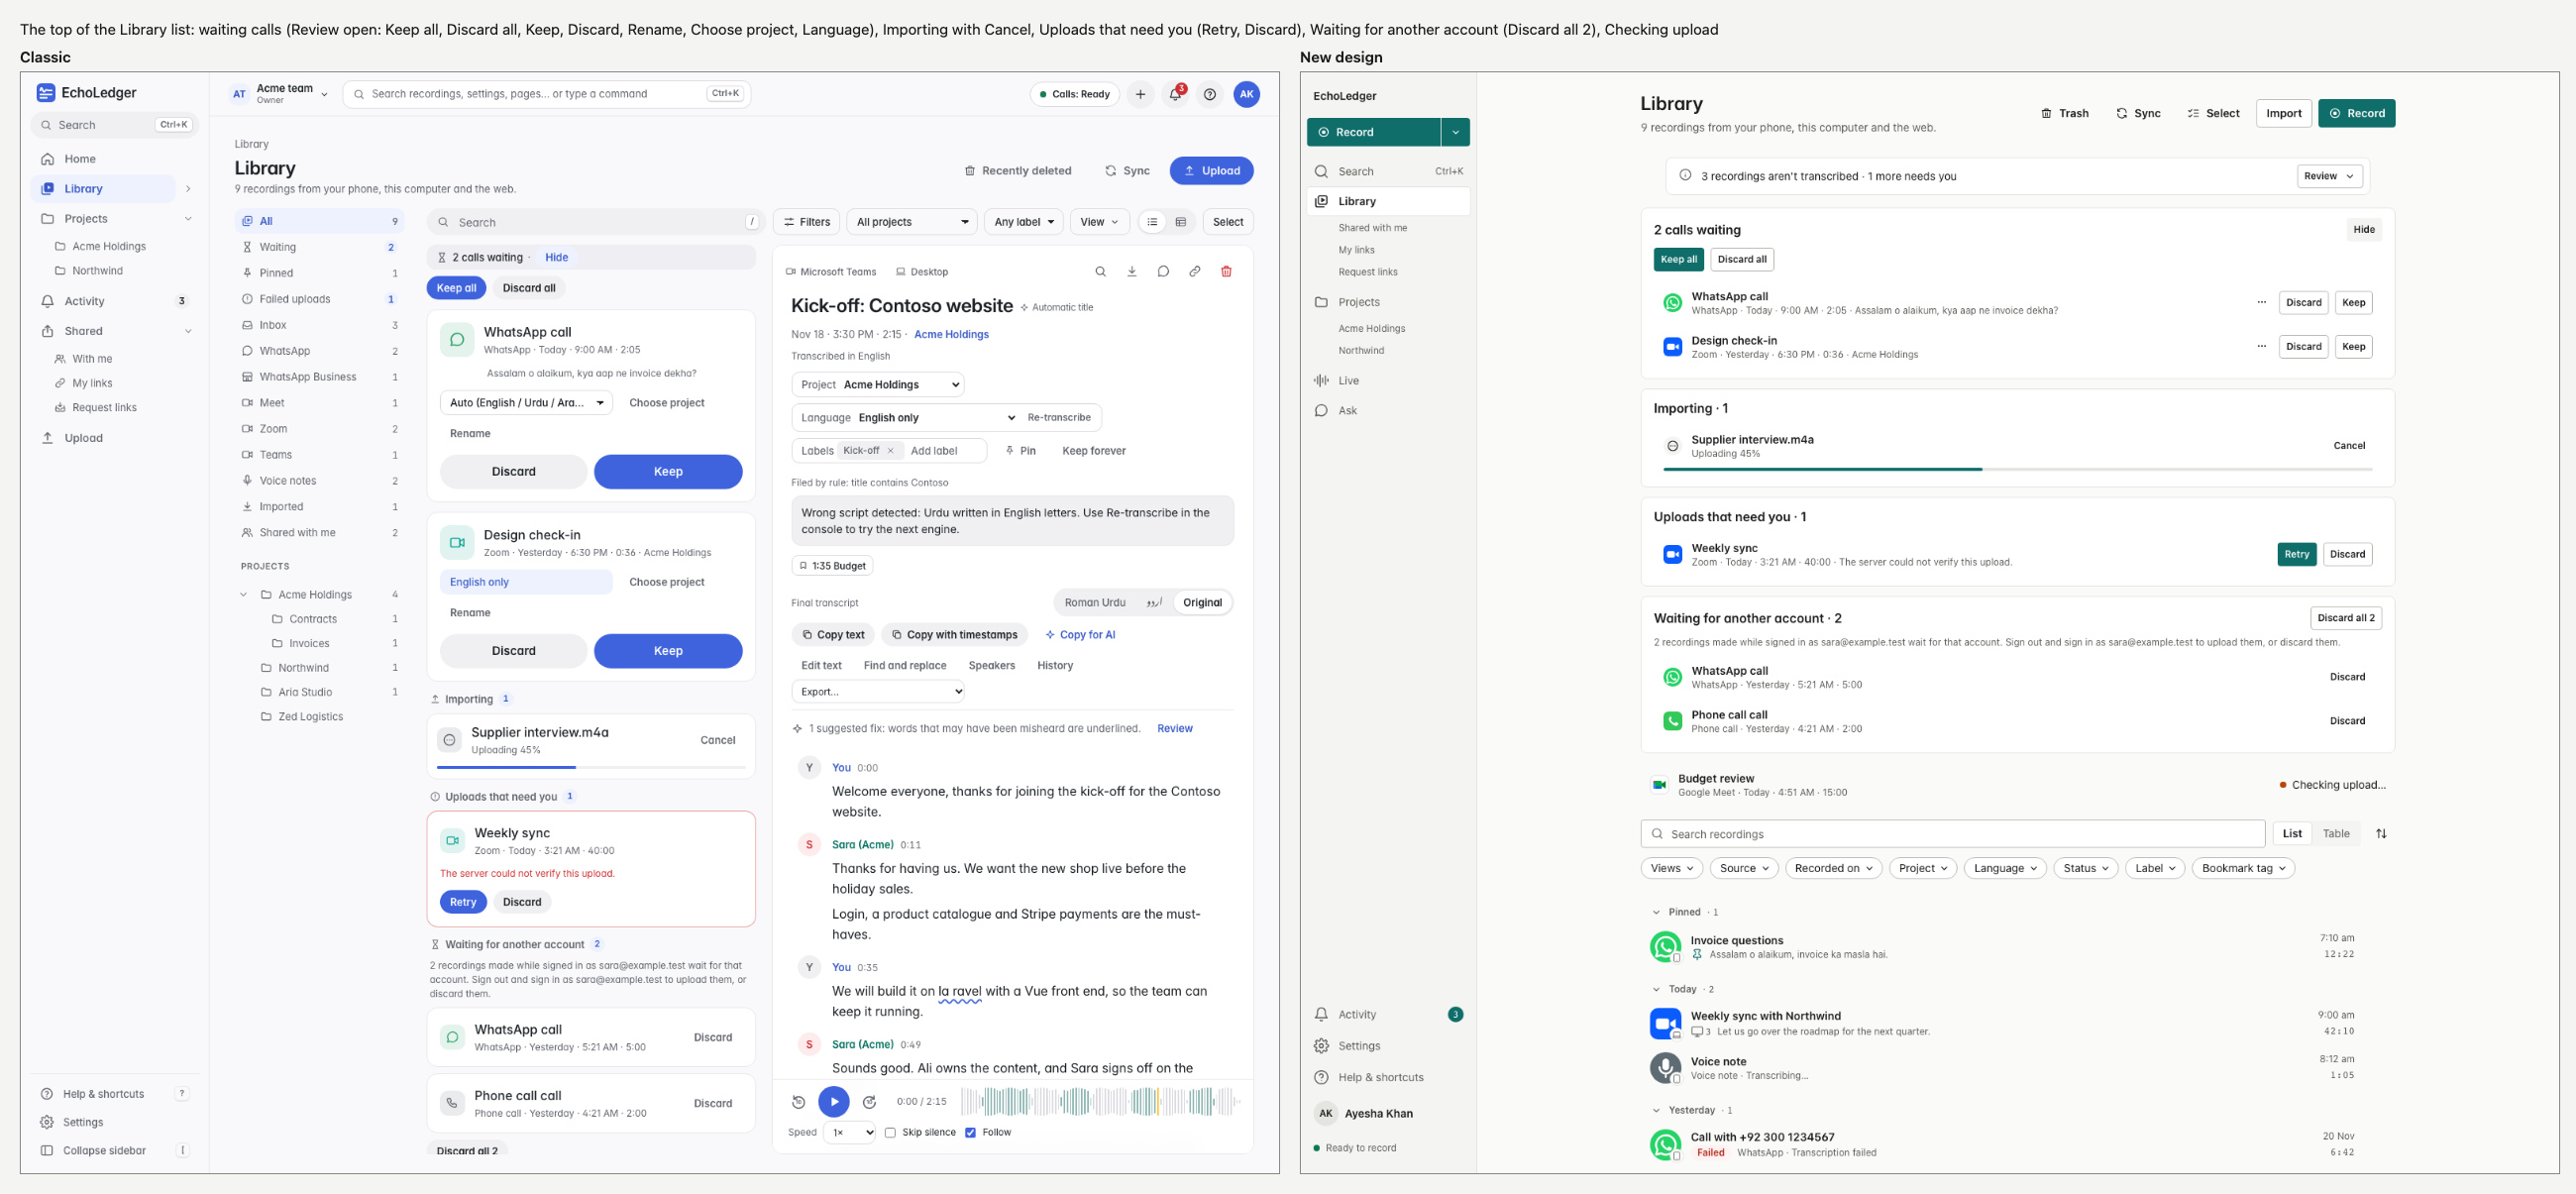 The top of the Library list: waiting calls (Review open: Keep all, Discard all, Keep, Discard, Rename, Choose project, Language), Importing with Cancel, Uploads that need you (Retry, Discard), Waiting for another account (Discard all 2), Checking upload
Classic
EchoLedger
Search Ctrl+K
Home
Library
Projects
Acme Holdings
Northwind
Activity 3
Shared
With me
My links
Request links
Upload
Help & shortcuts ?
Settings
Collapse sidebar [
AT Acme team
Owner
Search recordings, settings, pages... or type a command Ctrl+K
Calls: Ready
3
AK
Library
Library
9 recordings from your phone, this computer and the web.
Recently deleted Sync Upload
All 9
Waiting 2
Pinned 1
Failed uploads 1
Inbox 3
WhatsApp 2
WhatsApp Business 1
Meet 1
Zoom 2
Teams 1
Voice notes 2
Imported 1
Shared with me 2
PROJECTS
Acme Holdings 4
Contracts 1
Invoices 1
Northwind 1
Aria Studio 1
Zed Logistics
Search /
Filters All projects Any label View Select
2 calls waiting · Hide
Keep all Discard all
WhatsApp call
WhatsApp · Today · 9:00 AM · 2:05
Assalam o alaikum, kya aap ne invoice dekha?
Auto (English / Urdu / Ara... Choose project
Rename
Discard Keep
Design check-in
Zoom · Yesterday · 6:30 PM · 0:36 · Acme Holdings
English only Choose project
Rename
Discard Keep
Importing 1
Supplier interview.m4a
Uploading 45%
Cancel
Uploads that need you 1
Weekly sync
Zoom · Today · 3:21 AM · 40:00
The server could not verify this upload.
Retry Discard
Waiting for another account 2
2 recordings made while signed in as sara@example.test wait for that
account. Sign out and sign in as sara@example.test to upload them, or
discard them.
WhatsApp call
WhatsApp · Yesterday · 5:21 AM · 5:00
Discard
Phone call call
Phone call · Yesterday · 4:21 AM · 2:00
Discard
Discard all 2
Microsoft Teams Desktop
Kick-off: Contoso website Automatic title
Nov 18 · 3:30 PM · 2:15 · Acme Holdings
Transcribed in English
Project Acme Holdings
Language English only Re-transcribe
Labels Kick-off × Add label Pin Keep forever
Filed by rule: title contains Contoso
Wrong script detected: Urdu written in English letters. Use Re-transcribe in the
console to try the next engine.
1:35 Budget
Final transcript Roman Urdu اردو Original
Copy text Copy with timestamps Copy for AI
Edit text Find and replace Speakers History
Export...
1 suggested fix: words that may have been misheard are underlined. Review
Y You 0:00
Welcome everyone, thanks for joining the kick-off for the Contoso
website.
S Sara (Acme) 0:11
Thanks for having us. We want the new shop live before the
holiday sales.
Login, a product catalogue and Stripe payments are the must-
haves.
Y You 0:35
We will build it on la ravel with a Vue front end, so the team can
keep it running.
S Sara (Acme) 0:49
Sounds good. Ali owns the content, and Sara signs off on the
0:00 / 2:15
Speed 1× Skip silence Follow
New design
EchoLedger
Record
Search Ctrl+K
Library
Shared with me
My links
Request links
Projects
Acme Holdings
Northwind
Live
Ask
Activity 3
Settings
Help & shortcuts
AK Ayesha Khan
Ready to record
Library
9 recordings from your phone, this computer and the web.
Trash Sync Select Import Record
3 recordings aren't transcribed · 1 more needs you Review
2 calls waiting Hide
Keep all Discard all
WhatsApp call
WhatsApp · Today · 9:00 AM · 2:05 · Assalam o alaikum, kya aap ne invoice dekha?
... Discard Keep
Design check-in
Zoom · Yesterday · 6:30 PM · 0:36 · Acme Holdings
... Discard Keep
Importing · 1
Supplier interview.m4a
Uploading 45%
Cancel
Uploads that need you · 1
Weekly sync
Zoom · Today · 3:21 AM · 40:00 · The server could not verify this upload.
Retry Discard
Waiting for another account · 2 Discard all 2
2 recordings made while signed in as sara@example.test wait for that account. Sign out and sign in as sara@example.test to upload them, or discard them.
WhatsApp call
WhatsApp · Yesterday · 5:21 AM · 5:00
Discard
Phone call call
Phone call · Yesterday · 4:21 AM · 2:00
Discard
Budget review
Google Meet · Today · 4:51 AM · 15:00
Checking upload...
Search recordings List Table
Views Source Recorded on Project Language Status Label Bookmark tag
Pinned · 1
Invoice questions 7:10 am
Assalam o alaikum, invoice ka masla hai. 12:22
Today · 2
Weekly sync with Northwind 9:00 am
3 Let us go over the roadmap for the next quarter. 42:10
Voice note 8:12 am
Voice note · Transcribing... 1:05
Yesterday · 1
Call with +92 300 1234567 20 Nov
Failed WhatsApp · Transcription failed 6:42